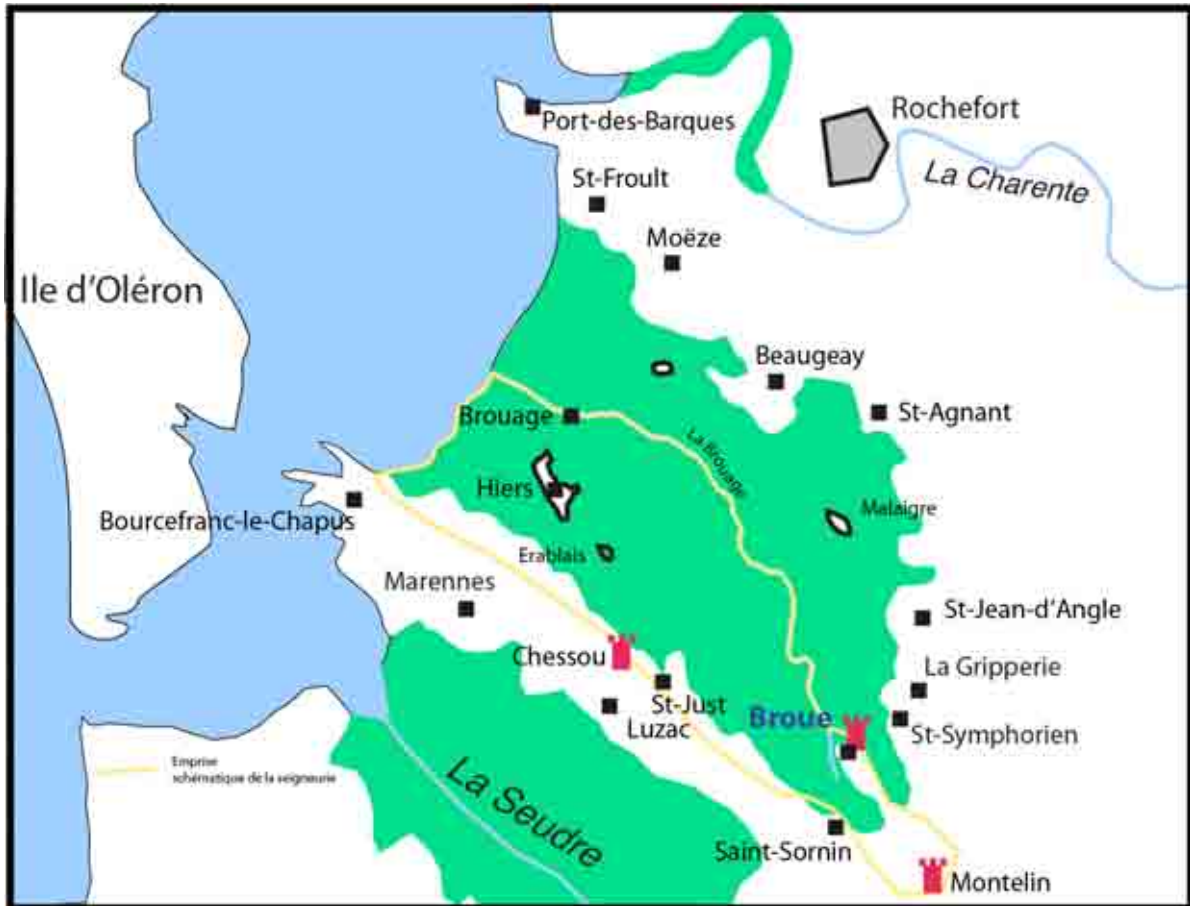 Port-des-Barques
Rochefort
La Charente
St-Froult
Moëze
Ile d'Oléron
Beaugeay
St-Agnant
Brouage
La Brouage
Hiers
Malaigre
Bourcefranc-le-Chapus
Erablais
Marennes
St-Jean-d'Angle
Chessou
La Gripperie
St-Just
Broue
Luzac
St-Symphorien
Emprise
schématique de la seigneurie
La Seudre
Saint-Sornin
Montelin